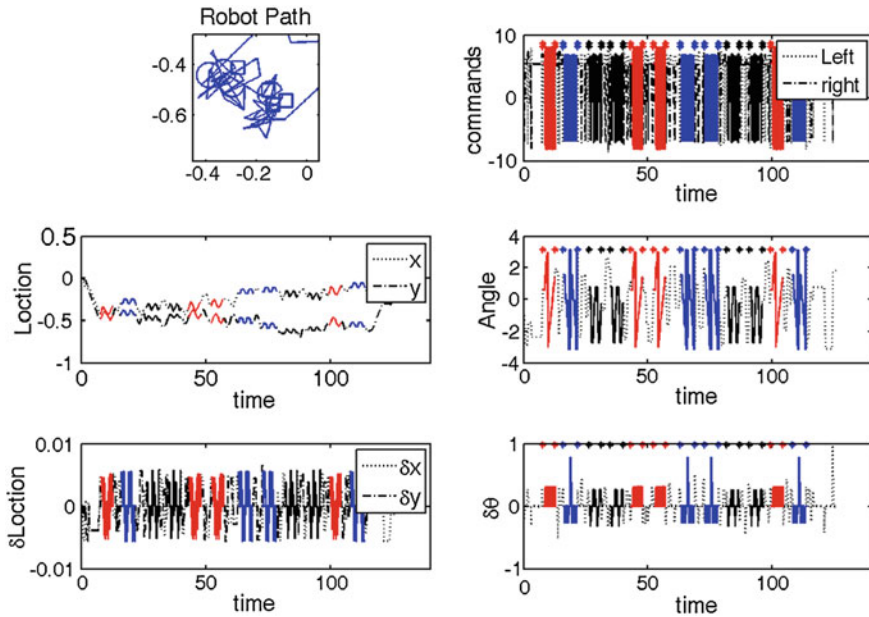 Robot Path
-0.4
-0.6
-0.4 -0.2 0
10
0
-10
commands
Left
right
0 50 100
time
0.5
0
-0.5
-1
Loction
x
y
0 50 100
time
4
2
0
-2
-4
Angle
0 50 100
time
0.01
0
-0.01
δLoction
δx
δy
0 50 100
time
1
0
-1
δθ
0 50 100
time